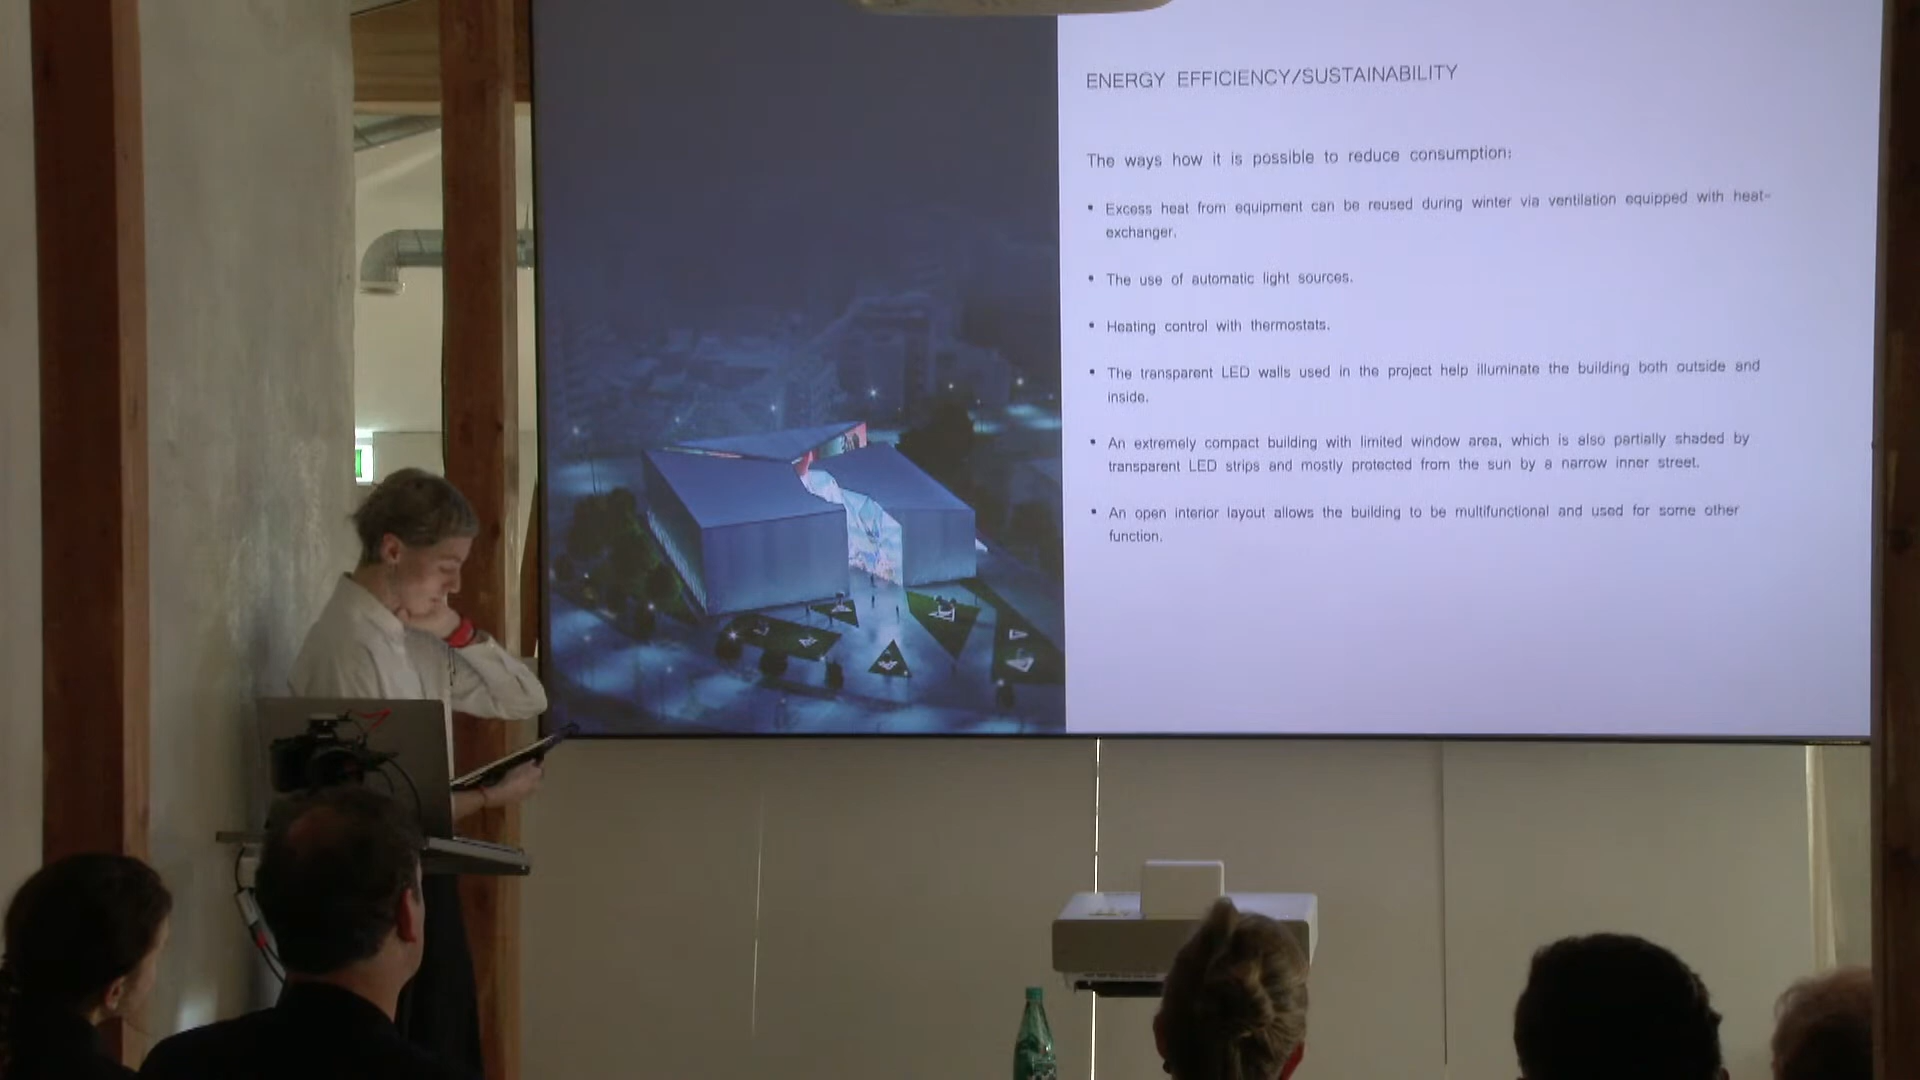 ENERGY EFFICIENCY/SUSTAINABILITY
The ways how it is possible to reduce consumption:
• Excess heat from equipment can be reused during winter via ventilation equipped with heat-
exchanger.
• The use of automatic light sources.
• Heating control with thermostats.
• The transparent LED walls used in the project help illuminate the building both outside and
inside.
• An extremely compact building with limited window area, which is also partially shaded by
transparent LED strips and mostly protected from the sun by a narrow inner street.
• An open interior layout allows the building to be multifunctional and used for some other
function.